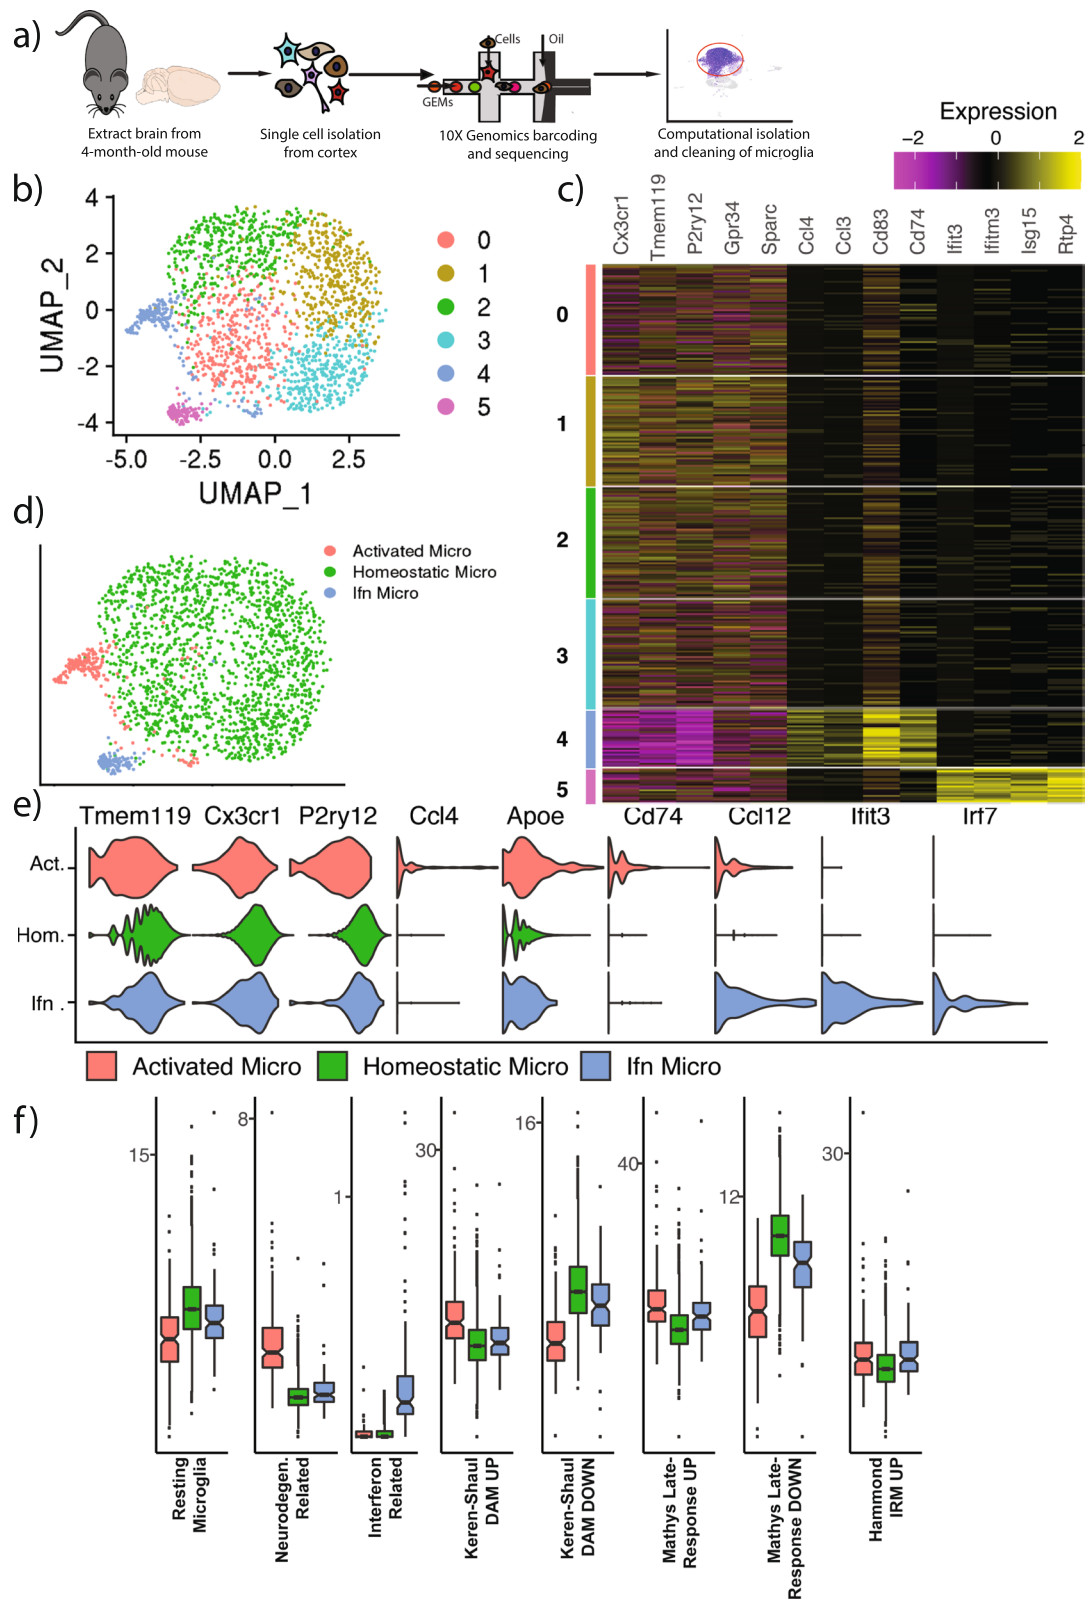 a)
Cells
Oil
GEMs
Extract brain from
4-month-old mouse
Single cell isolation
from cortex
10X Genomics barcoding
and sequencing
Computational isolation
and cleaning of microglia
b)
4
2
0
-2
-4
UMAP_2
-5.0 -2.5 0.0 2.5
UMAP_1
0
1
2
3
4
5
c)
Expression
−2 0 2
Cx3cr1
Tmem119
P2ry12
Gpr34
Sparc
Ccl4
Ccl3
Cd83
Cd74
Ifit3
Ifitm3
Isg15
Rtp4
0
1
2
3
4
5
d)
Activated Micro
Homeostatic Micro
Ifn Micro
e)
Tmem119 Cx3cr1 P2ry12 Ccl4 Apoe Cd74 Ccl12 Ifit3 Irf7
Act.
Hom.
Ifn .
Activated Micro Homeostatic Micro Ifn Micro
f)
15
8
1
30
16
40
12
30
Resting
Microglia
Neurodegen.
Related
Interferon
Related
Keren-Shaul
DAM UP
Keren-Shaul
DAM DOWN
Mathys Late-
Response UP
Mathys Late-
Response DOWN
Hammond
IRM UP